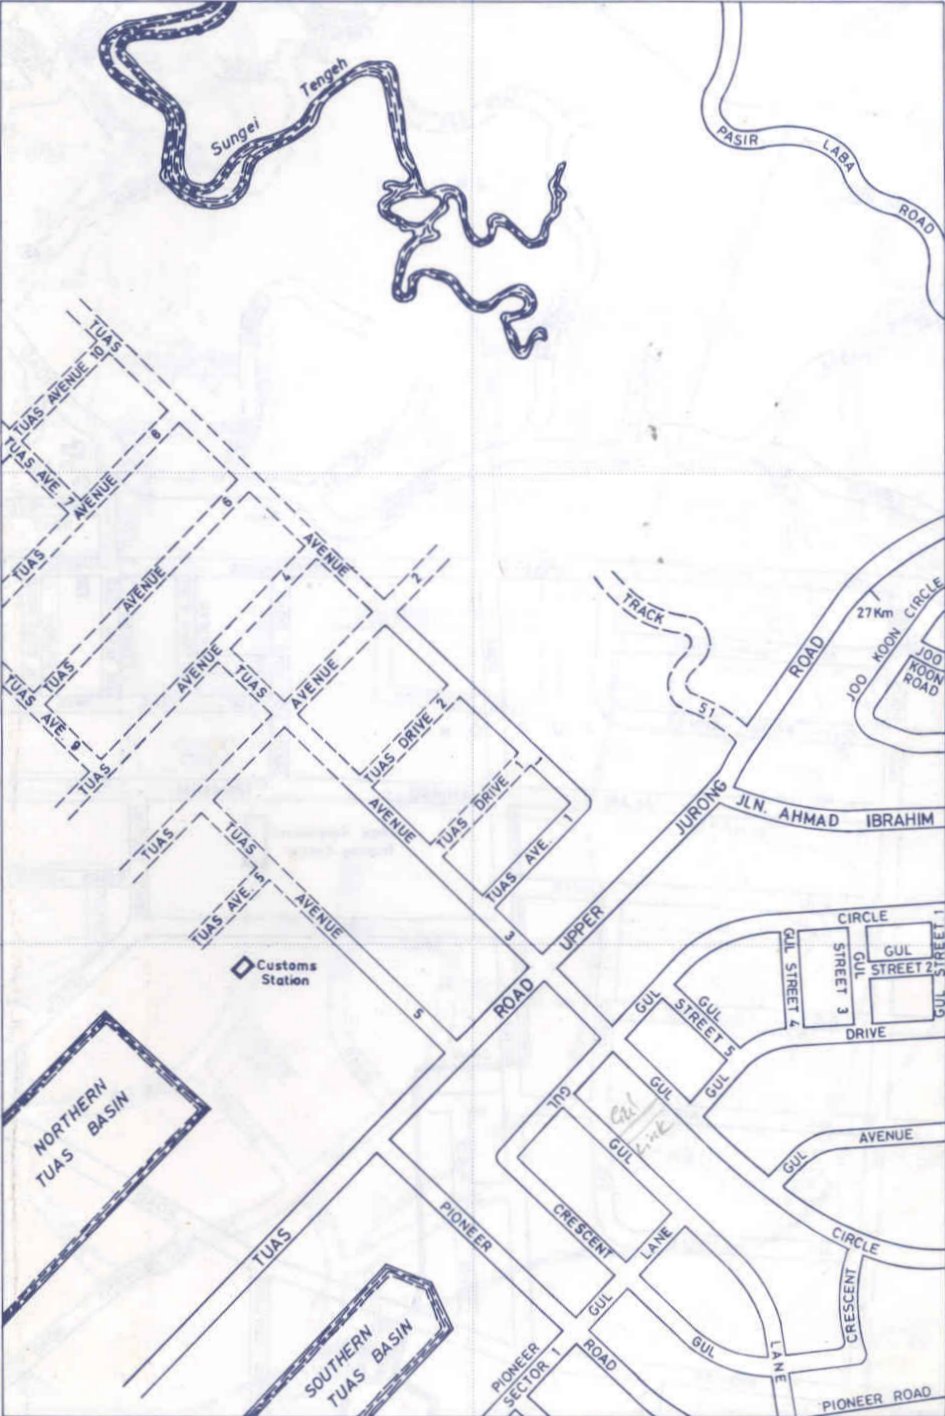 Sungei Tengeh
PASIR LABA ROAD
TUAS
TUAS AVENUE 10
TUAS AVE 7
AVENUE
8
TUAS
AVENUE
6
TUAS
AVENUE
4
AVENUE
2
TUAS
AVENUE
TUAS AVE. 9
TUAS
TRACK
51
ROAD
27Km
JOO KOON CIRCLE
JOO
KOON
ROAD
TUAS DRIVE 2
TUAS DRIVE 1
AVENUE
TUAS AVE. 1
3
UPPER JURONG
JLN. AHMAD IBRAHIM
TUAS
TUAS
AVENUE
TUAS AVE. 5
5
Customs
Station
ROAD
CIRCLE
GUL STREET 4
STREET 3
GUL
GUL
STREET 2
GUL STREET 1
DRIVE
GUL
GUL
STREET 5
GUL
GUL
GUL
GUL
Gul
Circle
NORTHERN
TUAS BASIN
AVENUE
GUL
PIONEER
CRESCENT
LANE
CIRCLE
TUAS
CRESCENT
GUL
GUL
LANE
SOUTHERN
TUAS BASIN
PIONEER
SECTOR 1
ROAD
PIONEER ROAD